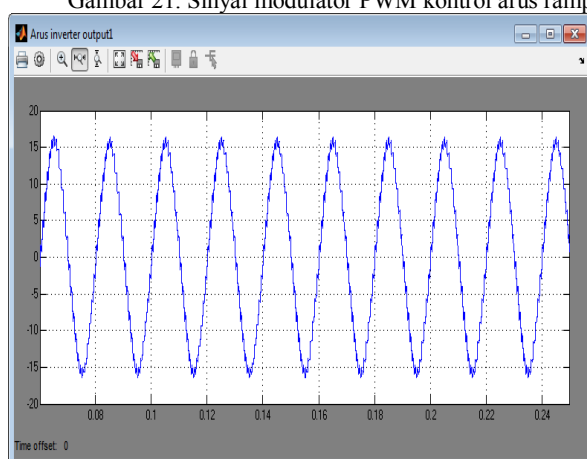 Gambar 21. Sinyal modulator PWM kontrol arus ramp
Arus inverter output1
20
15
10
5
0
-5
-10
-15
-20
0.08 0.1 0.12 0.14 0.16 0.18 0.2 0.22 0.24
Time offset: 0